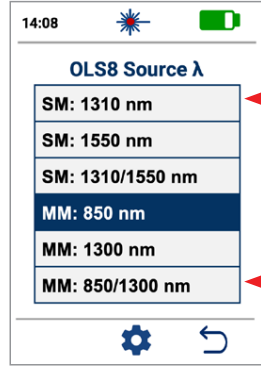 14:08
OLS8 Source λ
SM: 1310 nm
SM: 1550 nm
SM: 1310/1550 nm
MM: 850 nm
MM: 1300 nm
MM: 850/1300 nm